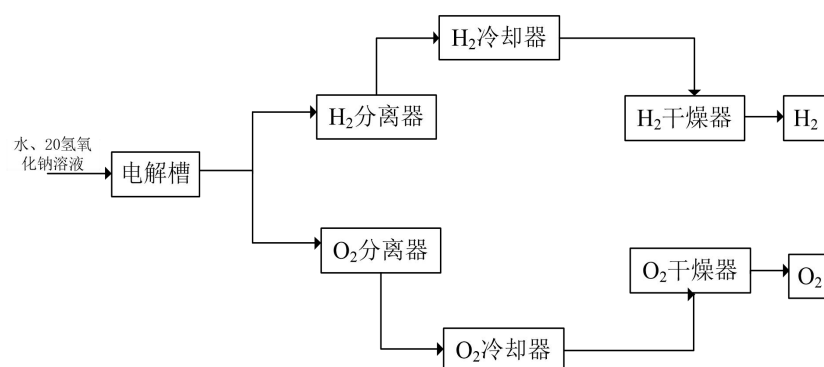 H₂冷却器
H₂分离器
H₂干燥器
H₂
水、20氢氧
化钠溶液
电解槽
O₂分离器
O₂干燥器
O₂
O₂冷却器